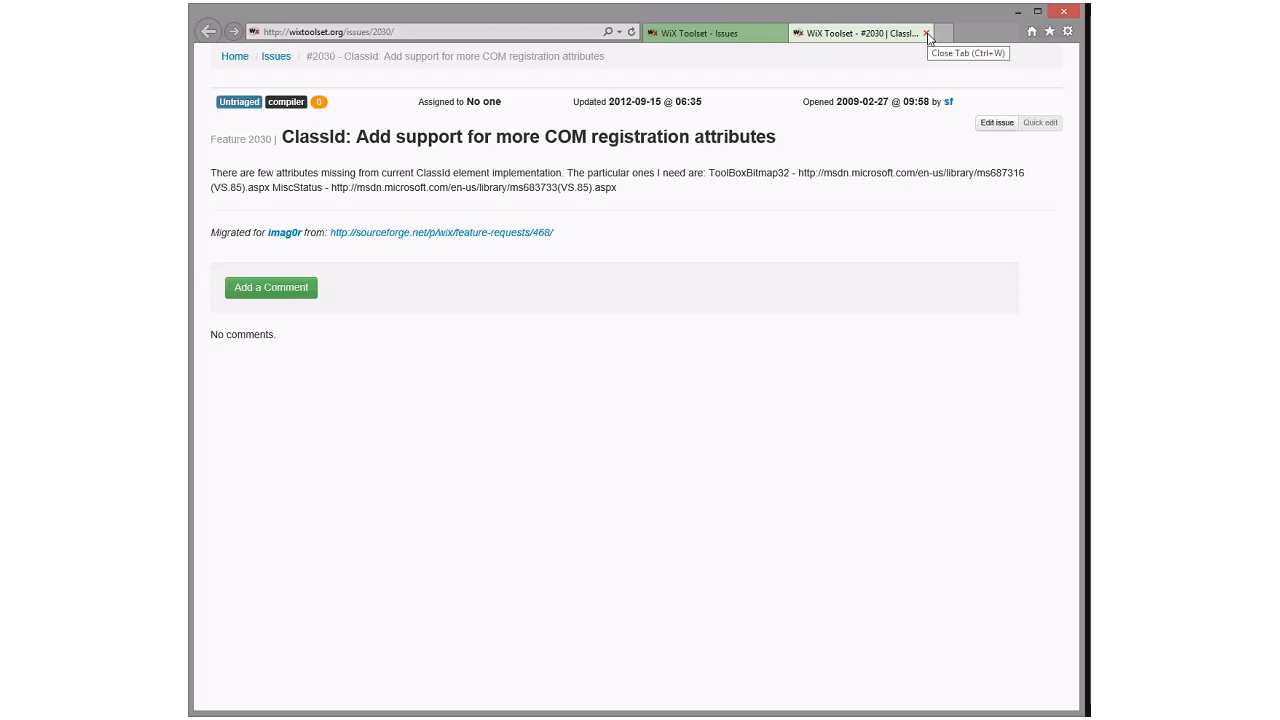 http://wixtoolset.org/issues/2030/
WiX Toolset - Issues
WiX Toolset - #2030 | ClassI...
Close Tab (Ctrl+W)
Home / Issues / #2030 - ClassId: Add support for more COM registration attributes
Untriaged compiler 0 Assigned to No one Updated 2012-09-15 @ 06:35 Opened 2009-02-27 @ 09:58 by sf
Edit issue Quick edit
Feature 2030 | ClassId: Add support for more COM registration attributes
There are few attributes missing from current ClassId element implementation. The particular ones I need are: ToolBoxBitmap32 - http://msdn.microsoft.com/en-us/library/ms687316
(VS.85).aspx MiscStatus - http://msdn.microsoft.com/en-us/library/ms683733(VS.85).aspx
Migrated for imag0r from: http://sourceforge.net/p/wix/feature-requests/468/
Add a Comment
No comments.